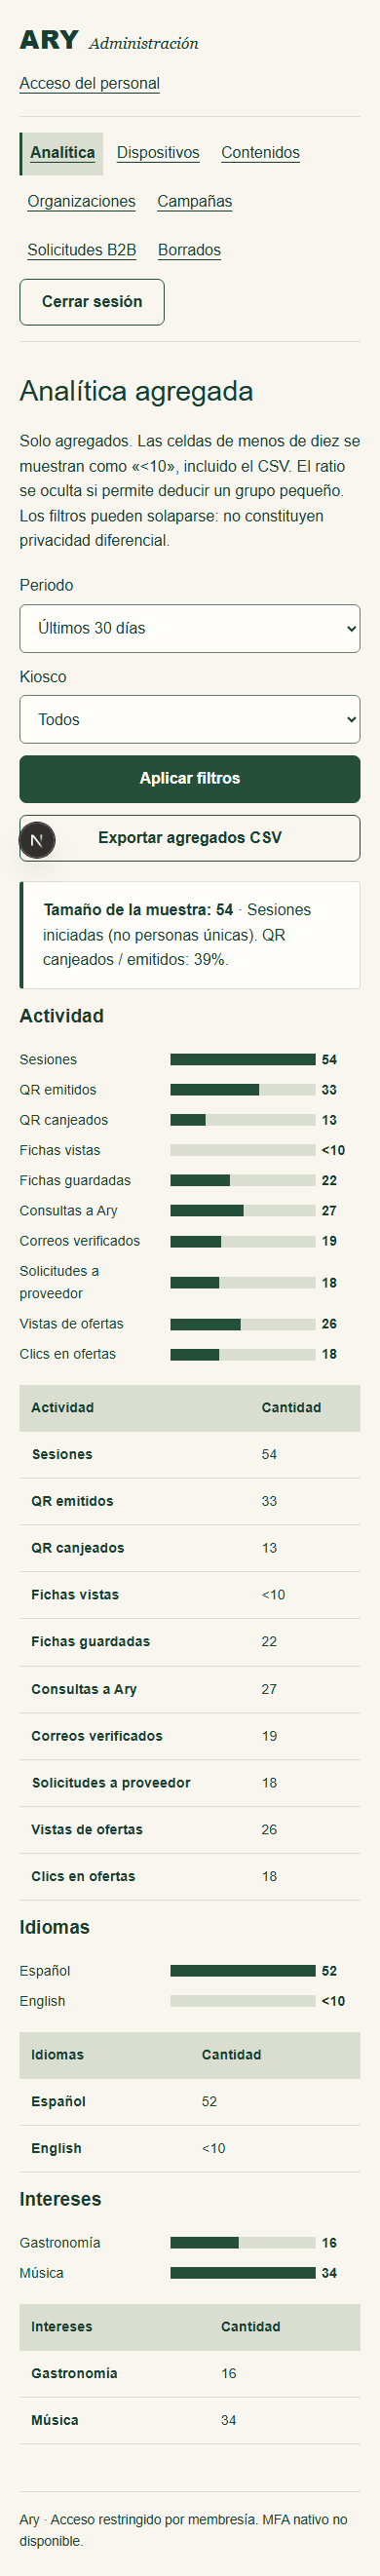 ARY Administración
Acceso del personal
Analítica Dispositivos Contenidos
Organizaciones Campañas
Solicitudes B2B Borrados
Cerrar sesión
Analítica agregada
Solo agregados. Las celdas de menos de diez se
muestran como «<10», incluido el CSV. El ratio
se oculta si permite deducir un grupo pequeño.
Los filtros pueden solaparse: no constituyen
privacidad diferencial.
Periodo
Últimos 30 días
Kiosco
Todos
Aplicar filtros
N
Exportar agregados CSV
Tamaño de la muestra: 54 · Sesiones
iniciadas (no personas únicas). QR
canjeados / emitidos: 39%.
Actividad
Sesiones 54
QR emitidos 33
QR canjeados 13
Fichas vistas <10
Fichas guardadas 22
Consultas a Ary 27
Correos verificados 19
Solicitudes a
proveedor 18
Vistas de ofertas 26
Clics en ofertas 18
Actividad Cantidad
Sesiones 54
QR emitidos 33
QR canjeados 13
Fichas vistas <10
Fichas guardadas 22
Consultas a Ary 27
Correos verificados 19
Solicitudes a proveedor 18
Vistas de ofertas 26
Clics en ofertas 18
Idiomas
Español 52
English <10
Idiomas Cantidad
Español 52
English <10
Intereses
Gastronomía 16
Música 34
Intereses Cantidad
Gastronomía 16
Música 34
Ary · Acceso restringido por membresía. MFA nativo no
disponible.